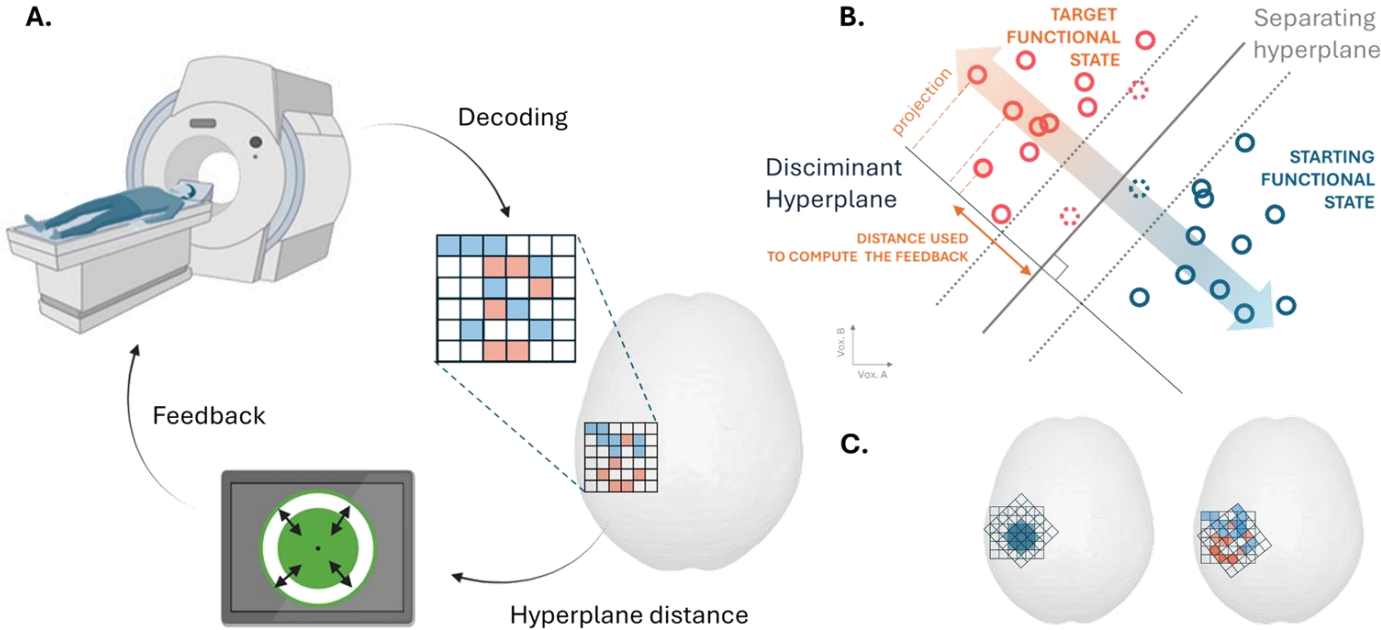 A.
Decoding
Feedback
Hyperplane distance
B.
TARGET
FUNCTIONAL
STATE
Separating
hyperplane
projection
Disciminant
Hyperplane
STARTING
FUNCTIONAL
STATE
DISTANCE USED
TO COMPUTE THE FEEDBACK
Vox. B
Vox. A
C.